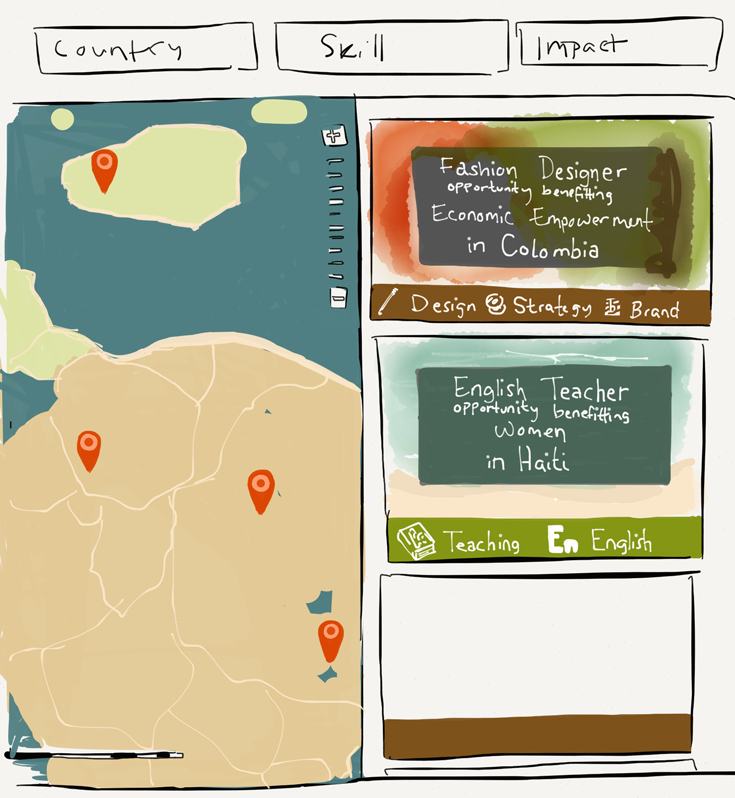 Country
Skill
Impact
Fashion Designer
opportunity benefitting
Economic Empowerment
in Colombia
Design Strategy Brand
English Teacher
opportunity benefitting
Women
in Haiti
Teaching En English